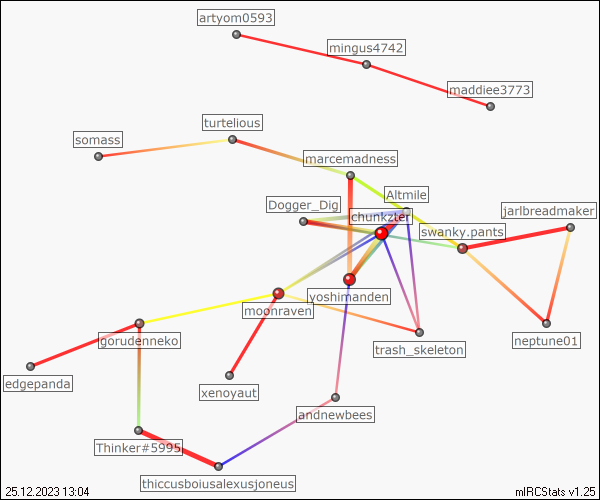 artyom0593
mingus4742
maddiee3773
turtelious
somass
marcemadness
Altmile
Dogger_Dig
jarlbreadmaker
chunkzler
swanky.pants
yoshimanden
moonraven
gorudenneko
neptune01
trash_skeleton
edgepanda
xenoyaut
andnewbees
Thinker#5995
thiccusboiusalexusjoneus
25.12.2023 13:04
mIRCStats v1.25